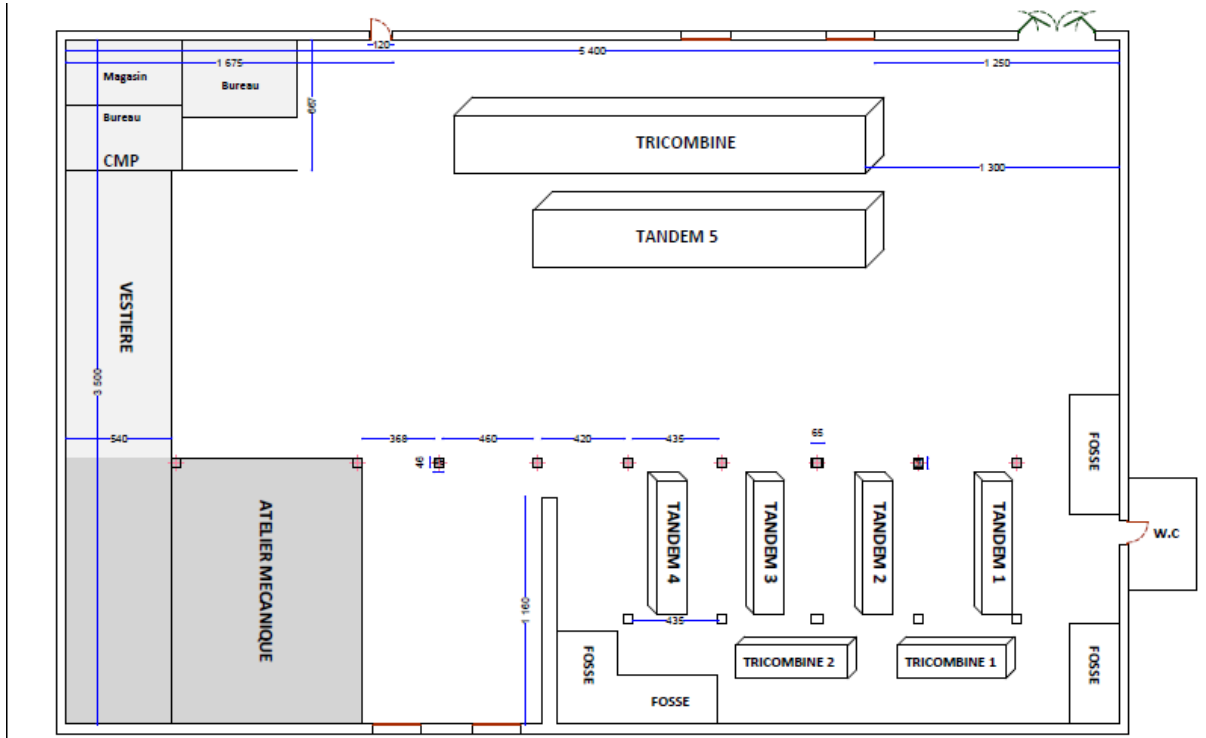 120
5 400
1 675
1 250
Magasin
Bureau
669
Bureau
TRICOMBINE
CMP
1 300
TANDEM 5
VESTIERE
3 500
540
368
460
420
435
65
46
FOSSE
ATELIER MECANIQUE
TANDEM 4
TANDEM 3
TANDEM 2
TANDEM 1
W.C
1 160
435
FOSSE
TRICOMBINE 2
TRICOMBINE 1
FOSSE
FOSSE